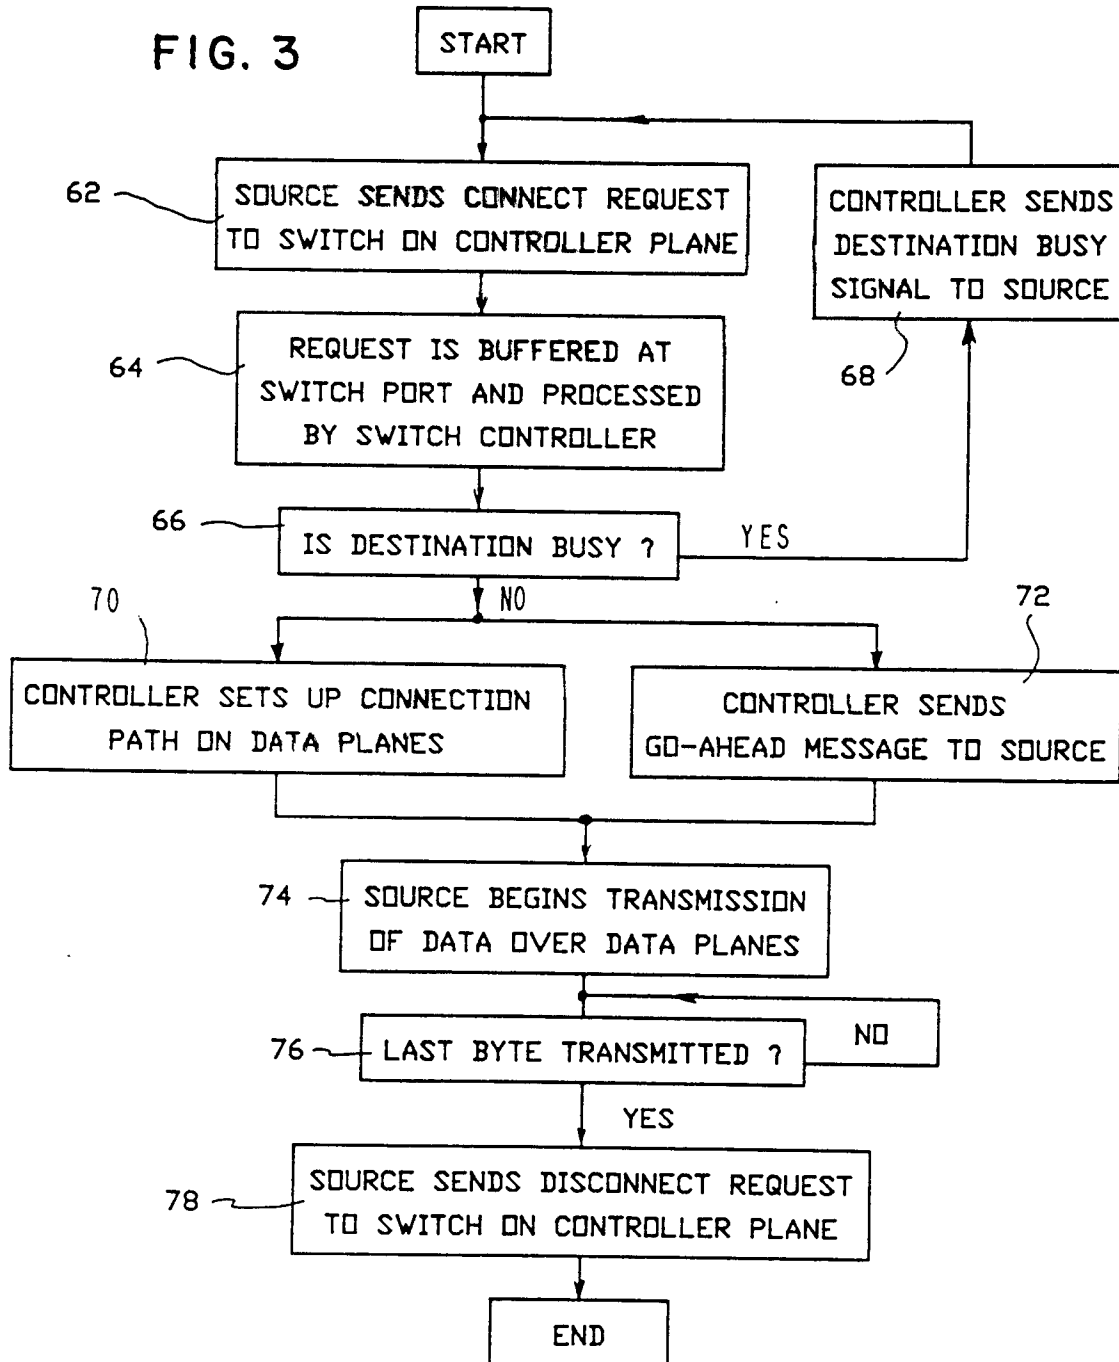 FIG. 3
START
62
SOURCE SENDS CONNECT REQUEST
TO SWITCH ON CONTROLLER PLANE
CONTROLLER SENDS
DESTINATION BUSY
SIGNAL TO SOURCE
68
64
REQUEST IS BUFFERED AT
SWITCH PORT AND PROCESSED
BY SWITCH CONTROLLER
66
IS DESTINATION BUSY ?
YES
NO
70
CONTROLLER SETS UP CONNECTION
PATH ON DATA PLANES
72
CONTROLLER SENDS
GO-AHEAD MESSAGE TO SOURCE
74
SOURCE BEGINS TRANSMISSION
OF DATA OVER DATA PLANES
76
LAST BYTE TRANSMITTED ?
NO
YES
78
SOURCE SENDS DISCONNECT REQUEST
TO SWITCH ON CONTROLLER PLANE
END